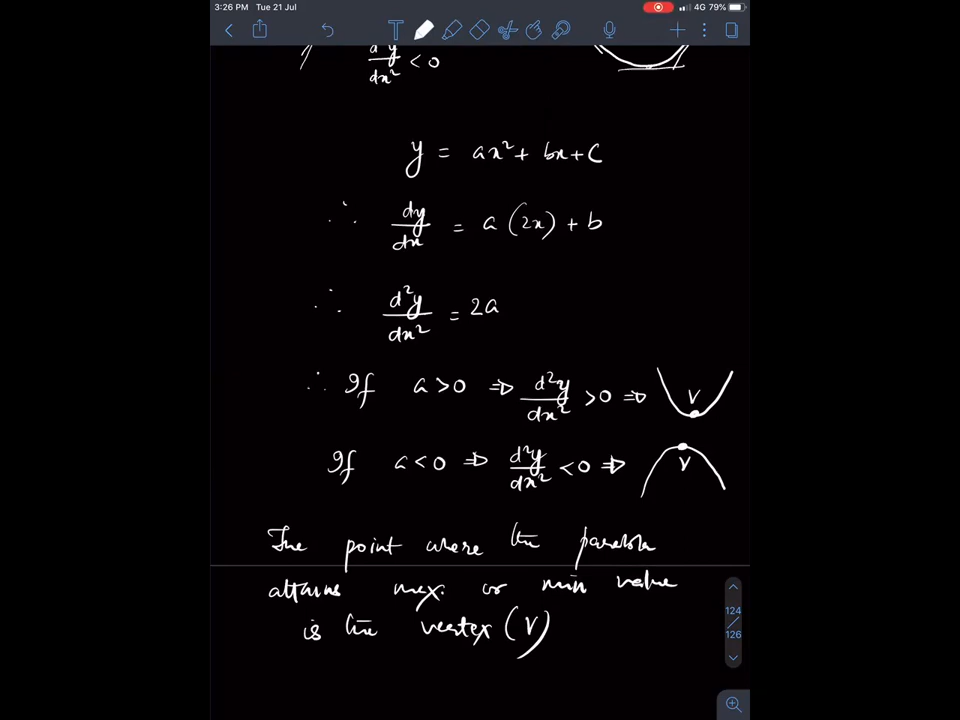 3:26 PM Tue 21 Jul 4G 79%
d²y/dx² < 0
y = ax² + bx + c
∴ dy/dx = a (2x) + b
∴ d²y/dx² = 2a
∴ If a > 0 ⇒ d²y/dx² > 0 ⇒ V
If a < 0 ⇒ d²y/dx² < 0 ⇒ V
The point where the parabola
attains max. or min value
is the vertex (V)
124
126